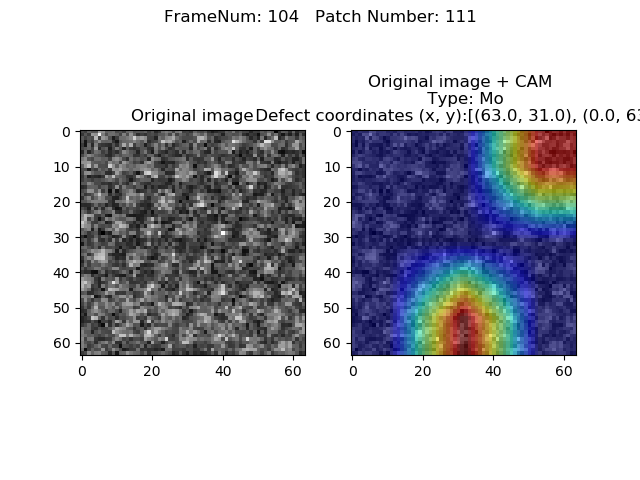 FrameNum: 104   Patch Number: 111
Original image + CAM
Type: Mo
Original image
Defect coordinates (x, y):[(63.0, 31.0), (0.0, 63
0
10
20
30
40
50
60
0 20 40 60
0
10
20
30
40
50
60
0 20 40 60